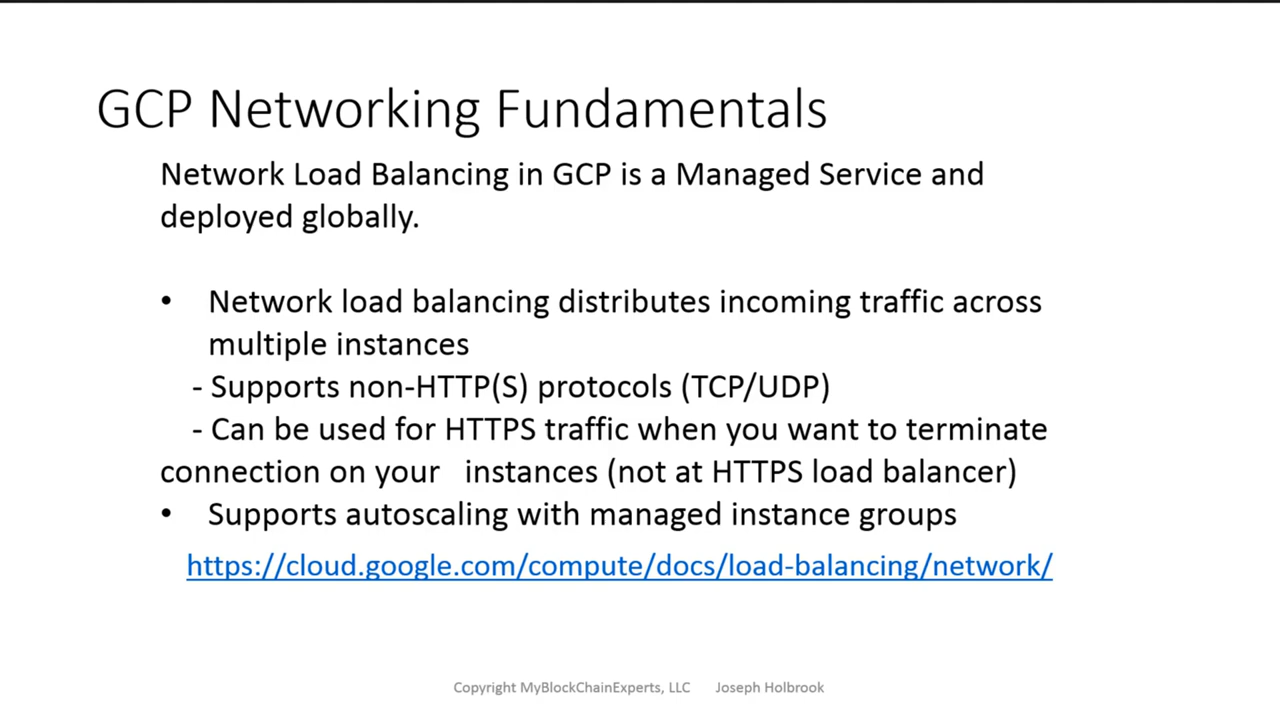 GCP Networking Fundamentals
Network Load Balancing in GCP is a Managed Service and
deployed globally.
• Network load balancing distributes incoming traffic across
multiple instances
- Supports non-HTTP(S) protocols (TCP/UDP)
- Can be used for HTTPS traffic when you want to terminate
connection on your instances (not at HTTPS load balancer)
• Supports autoscaling with managed instance groups
https://cloud.google.com/compute/docs/load-balancing/network/
Copyright MyBlockChainExperts, LLC Joseph Holbrook